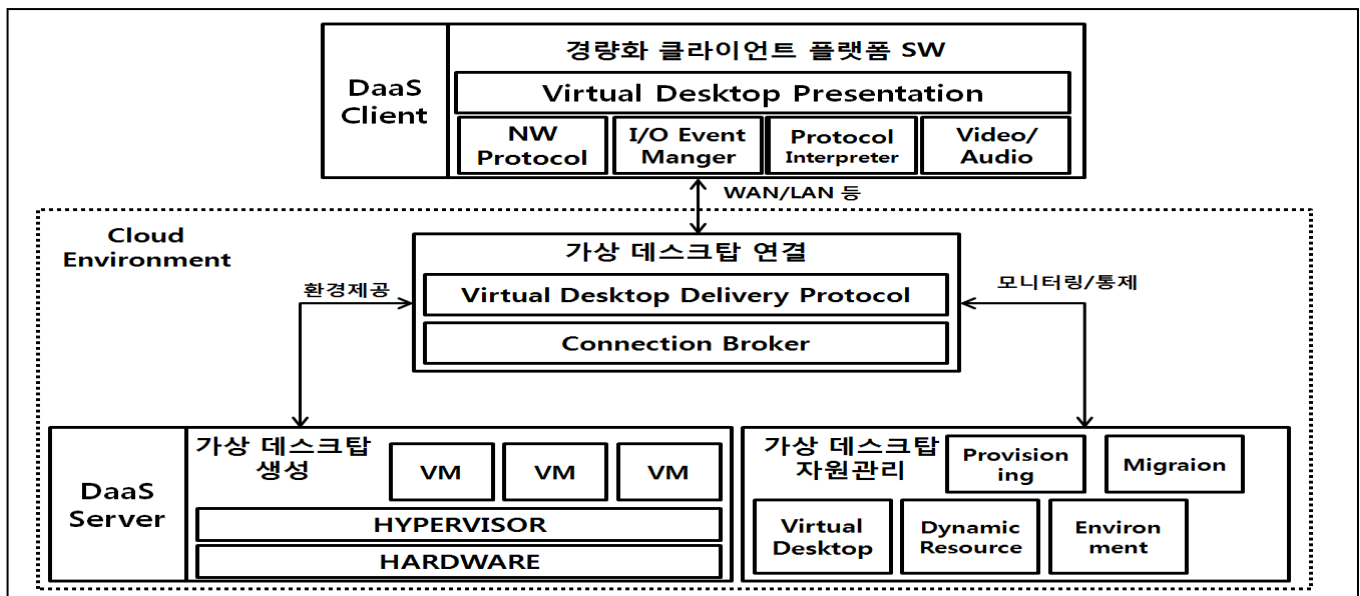 DaaS
Client
경량화 클라이언트 플랫폼 SW
Virtual Desktop Presentation
NW
Protocol
I/O Event
Manger
Protocol
Interpreter
Video/
Audio
WAN/LAN 등
Cloud
Environment
가상 데스크탑 연결
Virtual Desktop Delivery Protocol
Connection Broker
환경제공
모니터링/통제
DaaS
Server
가상 데스크탑
생성
VM
VM
VM
HYPERVISOR
HARDWARE
가상 데스크탑
자원관리
Provision
ing
Migraion
Virtual
Desktop
Dynamic
Resource
Environ
ment